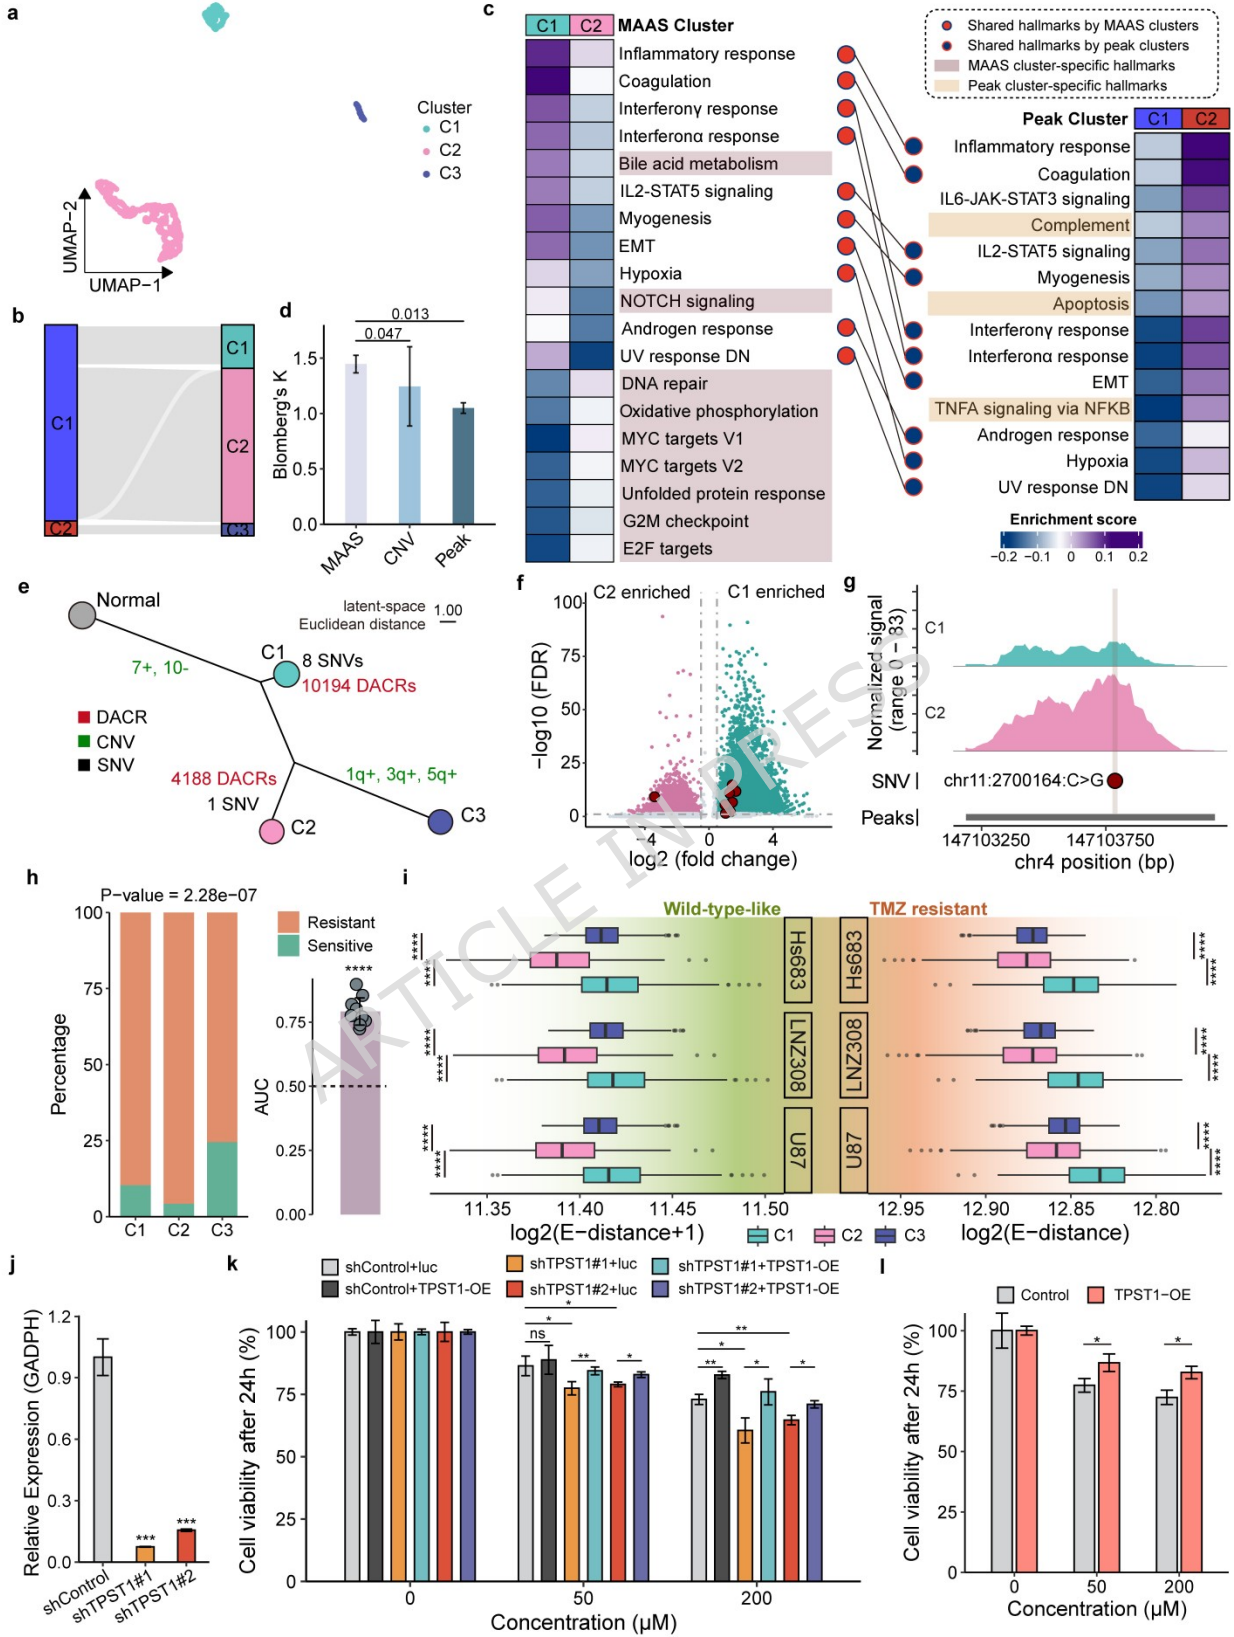 a
Cluster
C1
C2
C3
UMAP-2
UMAP-1
b
C1
C2
C1
C2
C3
c
C1 C2 MAAS Cluster
Inflammatory response
Coagulation
Interferonγ response
Interferonα response
Bile acid metabolism
IL2-STAT5 signaling
Myogenesis
EMT
Hypoxia
NOTCH signaling
Androgen response
UV response DN
DNA repair
Oxidative phosphorylation
MYC targets V1
MYC targets V2
Unfolded protein response
G2M checkpoint
E2F targets
Shared hallmarks by MAAS clusters
Shared hallmarks by peak clusters
MAAS cluster-specific hallmarks
Peak cluster-specific hallmarks
Peak Cluster C1 C2
Inflammatory response
Coagulation
IL6-JAK-STAT3 signaling
Complement
IL2-STAT5 signaling
Myogenesis
Apoptosis
Interferonγ response
Interferonα response
EMT
TNFA signaling via NFKB
Androgen response
Hypoxia
UV response DN
Enrichment score
−0.2 −0.1 0 0.1 0.2
d
0.013
0.047
Blomberg's K
1.5
1.0
0.5
0.0
MAAS CNV Peak
e
Normal
latent-space
Euclidean distance
1.00
7+, 10-
C1
8 SNVs
10194 DACRs
DACR
CNV
SNV
4188 DACRs
1 SNV
1q+, 3q+, 5q+
C2
C3
f
C2 enriched C1 enriched
−log10 (FDR)
100
75
50
25
0
−4 0 4
log2 (fold change)
g
Normalized signal
(range 0 − 83)
C1
C2
SNV
chr11:2700164:C>G
Peaks
147103250 147103750
chr4 position (bp)
h
P-value = 2.28e-07
Percentage
100
75
50
25
0
C1 C2 C3
Resistant
Sensitive
****
AUC
0.75
0.50
0.25
0.00
i
Wild-type-like TMZ resistant
**** **** Hs683 Hs683 **** ****
**** **** LNZ308 LNZ308 **** ****
**** **** U87 U87 **** ****
11.35 11.40 11.45 11.50 12.95 12.90 12.85 12.80
log2(E-distance+1) log2(E-distance)
C1 C2 C3
ARTICLE IN PRESS
j
Relative Expression (GADPH)
1.2
0.9
0.6
0.3
0.0
*** ***
shControl shTPST1#1 shTPST1#2
k
shControl+luc shTPST1#1+luc shTPST1#1+TPST1-OE
shControl+TPST1-OE shTPST1#2+luc shTPST1#2+TPST1-OE
Cell viability after 24h (%)
100
75
50
25
0
*
*
ns
** *
**
*
** * *
0 50 200
Concentration (μM)
l
Control TPST1-OE
Cell viability after 24h (%)
100
75
50
25
0
* *
0 50 200
Concentration (μM)